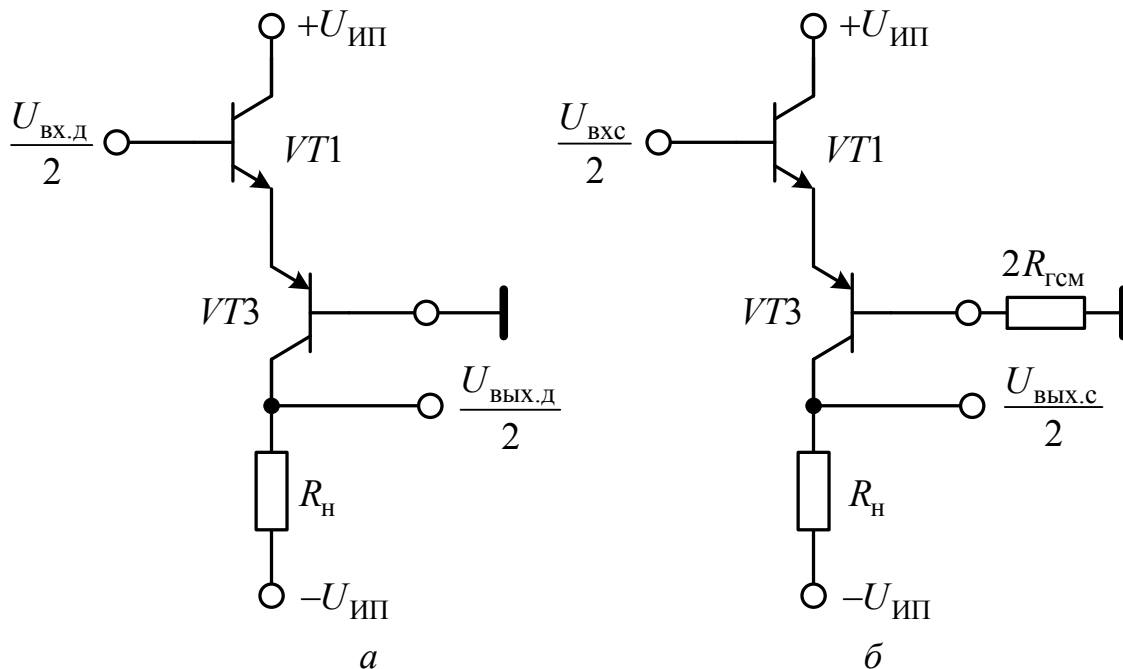 +U_ИП
U_вх.д / 2
VT1
VT3
U_вых.д / 2
R_н
−U_ИП
а
+U_ИП
U_вхс / 2
VT1
2R_гсм
VT3
U_вых.с / 2
R_н
−U_ИП
б